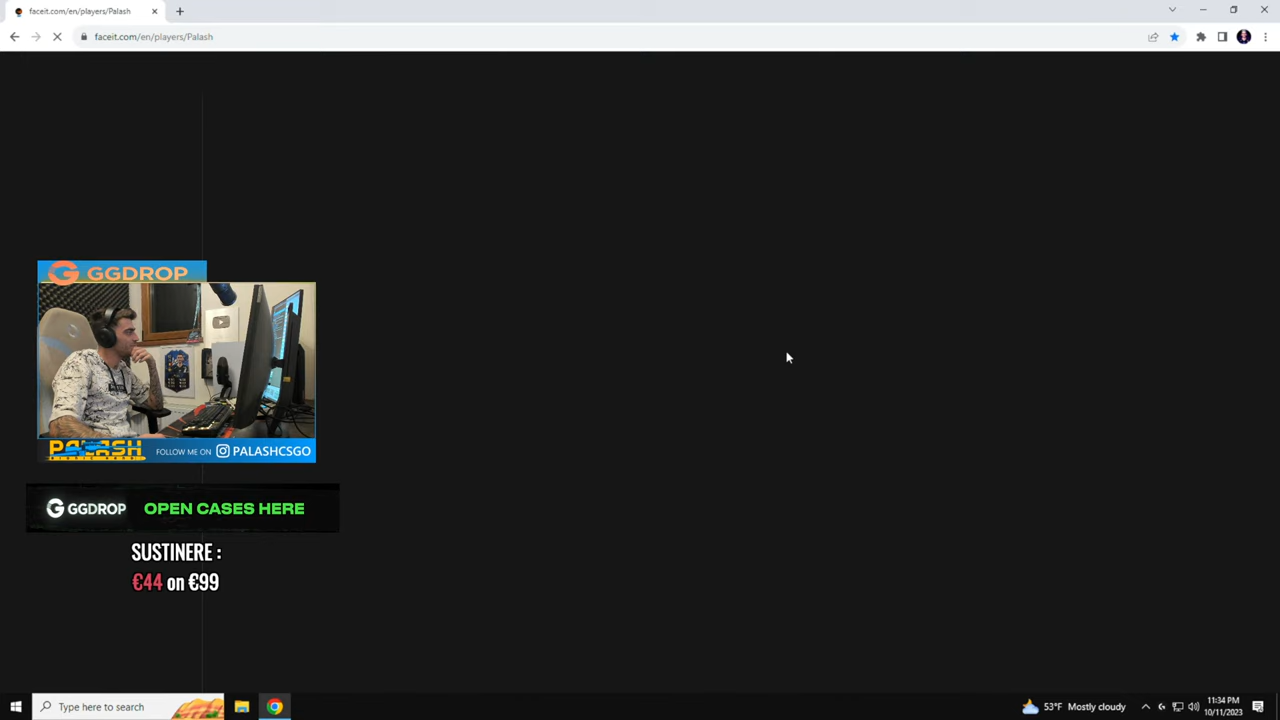 faceit.com/en/players/Palash
faceit.com/en/players/Palash
GGDROP
PALASH
FOLLOW ME ON PALASHCSGO
GGDROP OPEN CASES HERE
SUSTINERE :
€44 on €99
Type here to search
53°F Mostly cloudy
11:34 PM
10/11/2023